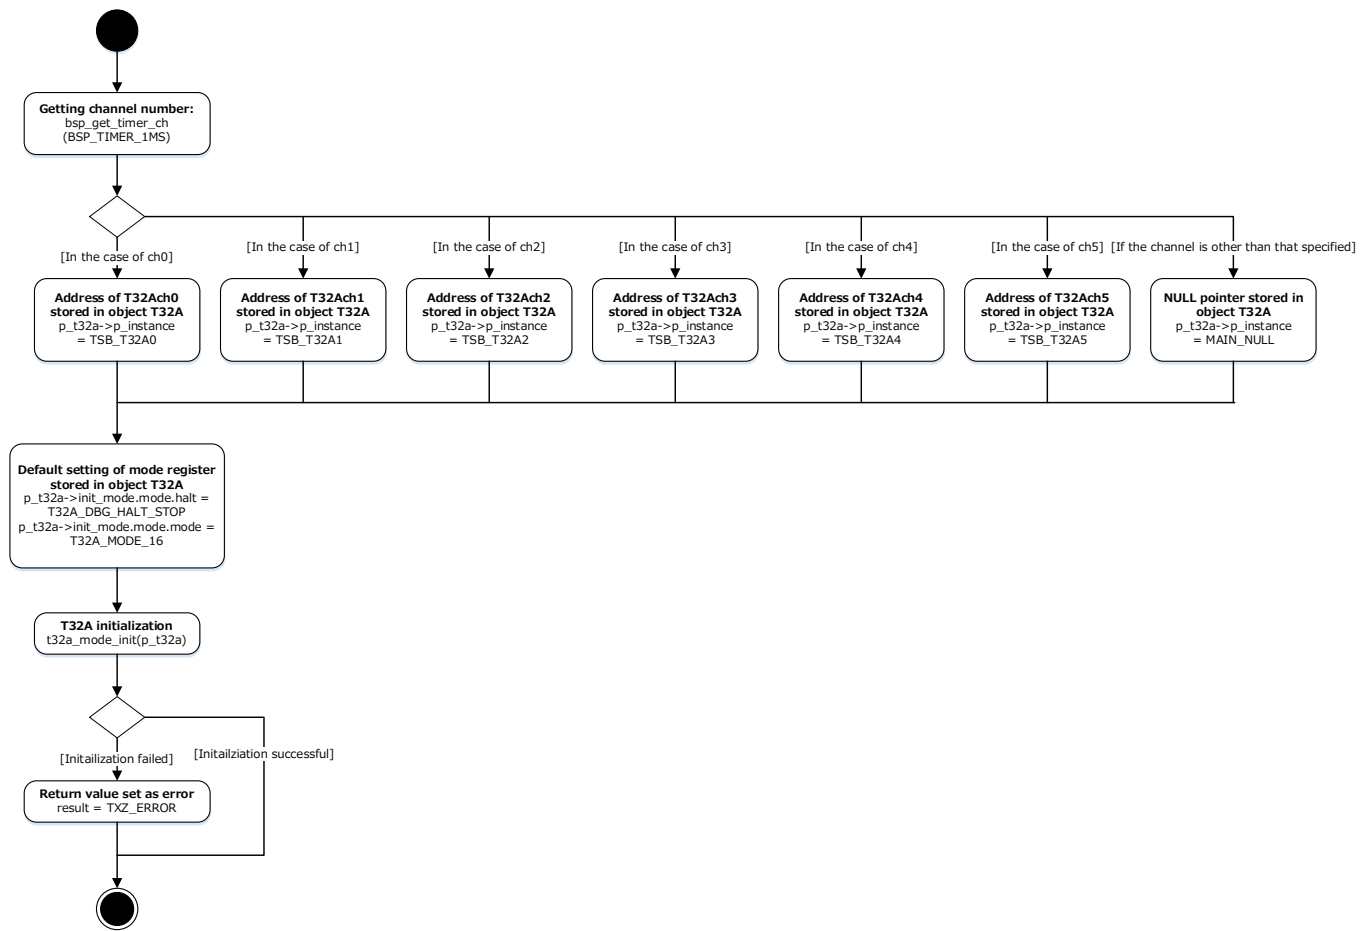 Getting channel number:
bsp_get_timer_ch
(BSP_TIMER_1MS)
[In the case of ch0]
[In the case of ch1]
[In the case of ch2]
[In the case of ch3]
[In the case of ch4]
[In the case of ch5]
[If the channel is other than that specified]
Address of T32Ach0
stored in object T32A
p_t32a->p_instance
= TSB_T32A0
Address of T32Ach1
stored in object T32A
p_t32a->p_instance
= TSB_T32A1
Address of T32Ach2
stored in object T32A
p_t32a->p_instance
= TSB_T32A2
Address of T32Ach3
stored in object T32A
p_t32a->p_instance
= TSB_T32A3
Address of T32Ach4
stored in object T32A
p_t32a->p_instance
= TSB_T32A4
Address of T32Ach5
stored in object T32A
p_t32a->p_instance
= TSB_T32A5
NULL pointer stored in
object T32A
p_t32a->p_instance
= MAIN_NULL
Default setting of mode register
stored in object T32A
p_t32a->init_mode.mode.halt =
T32A_DBG_HALT_STOP
p_t32a->init_mode.mode.mode =
T32A_MODE_16
T32A initialization
t32a_mode_init(p_t32a)
[Initailization failed]
[Initailziation successful]
Return value set as error
result = TXZ_ERROR